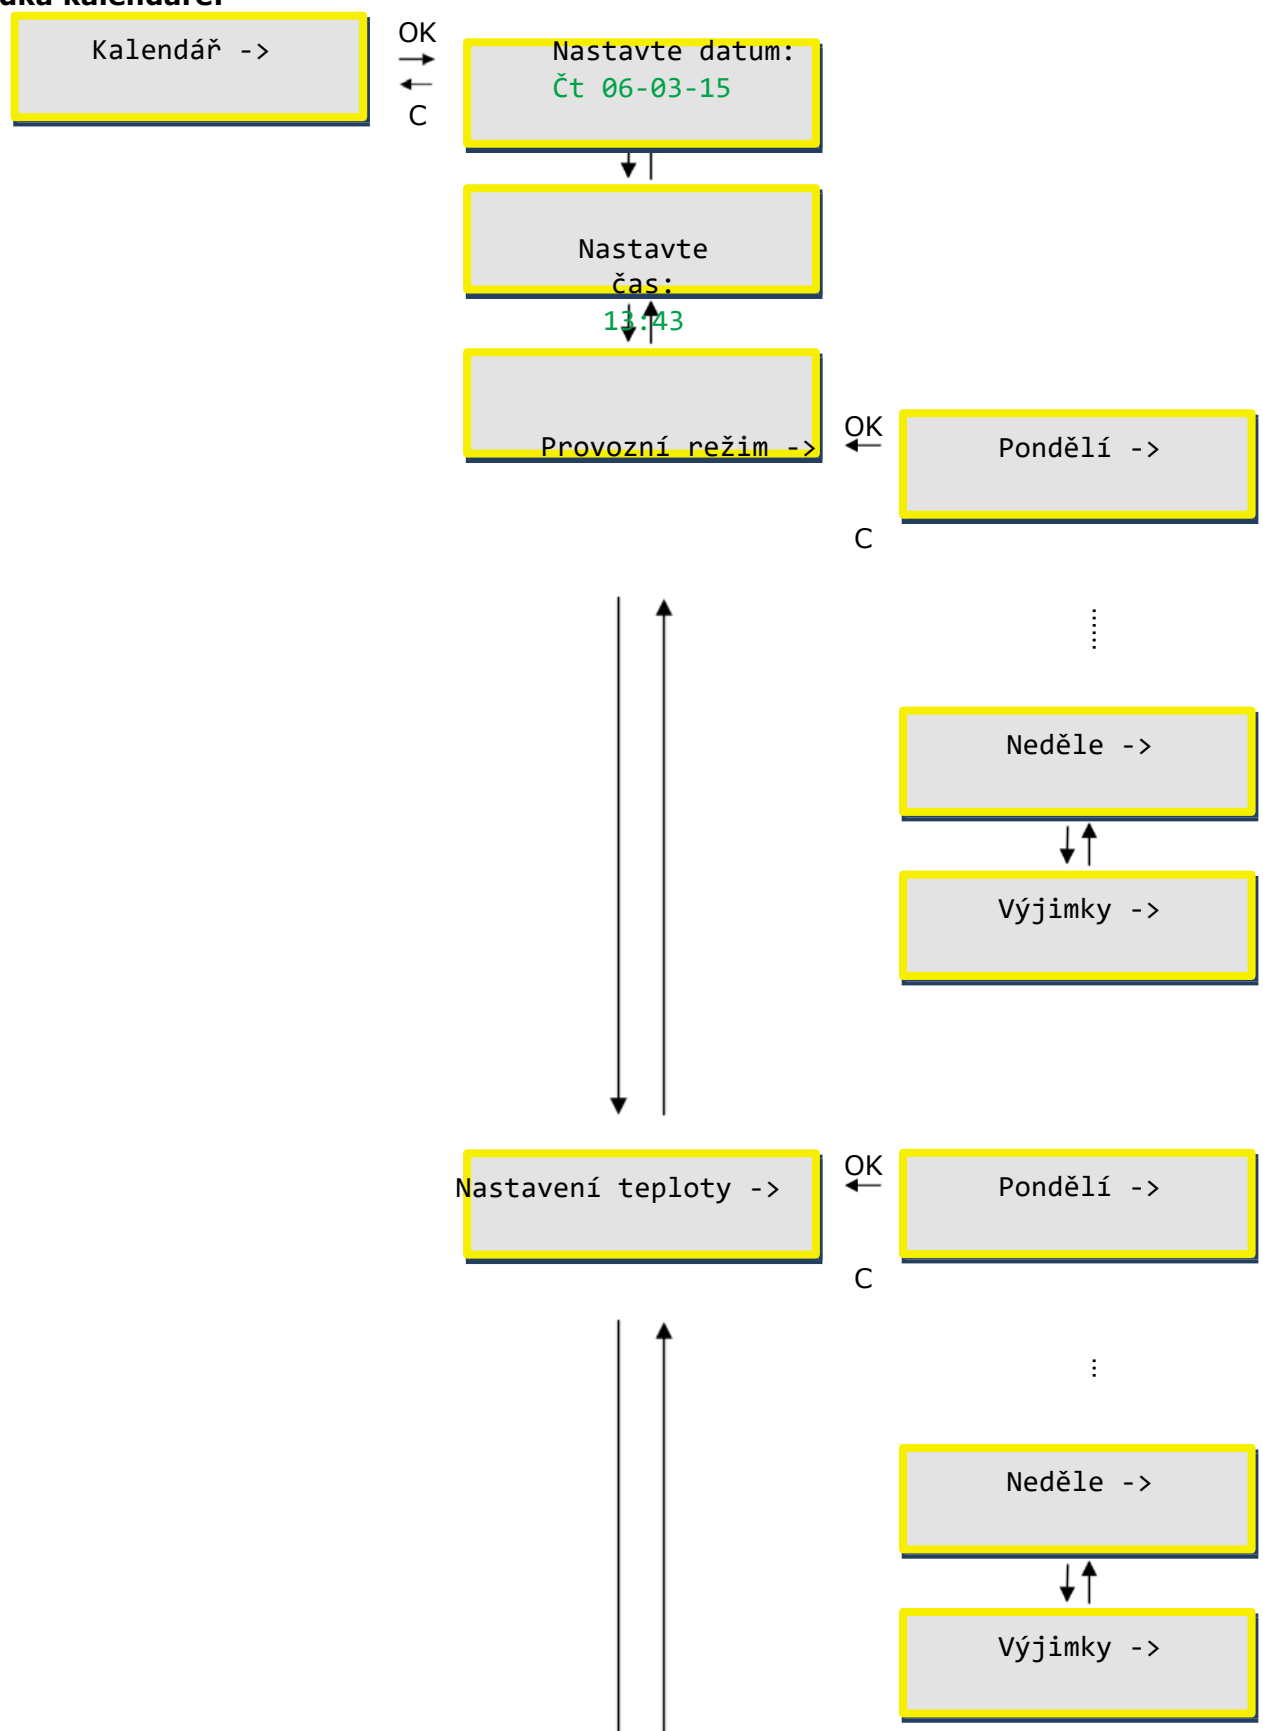 Kalendář ->
OK
C
Nastavte datum:
Čt 06-03-15
Nastavte
čas:
13:43
Provozní režim ->
OK
C
Pondělí ->
Neděle ->
Výjimky ->
Nastavení teploty ->
OK
C
Pondělí ->
Neděle ->
Výjimky ->